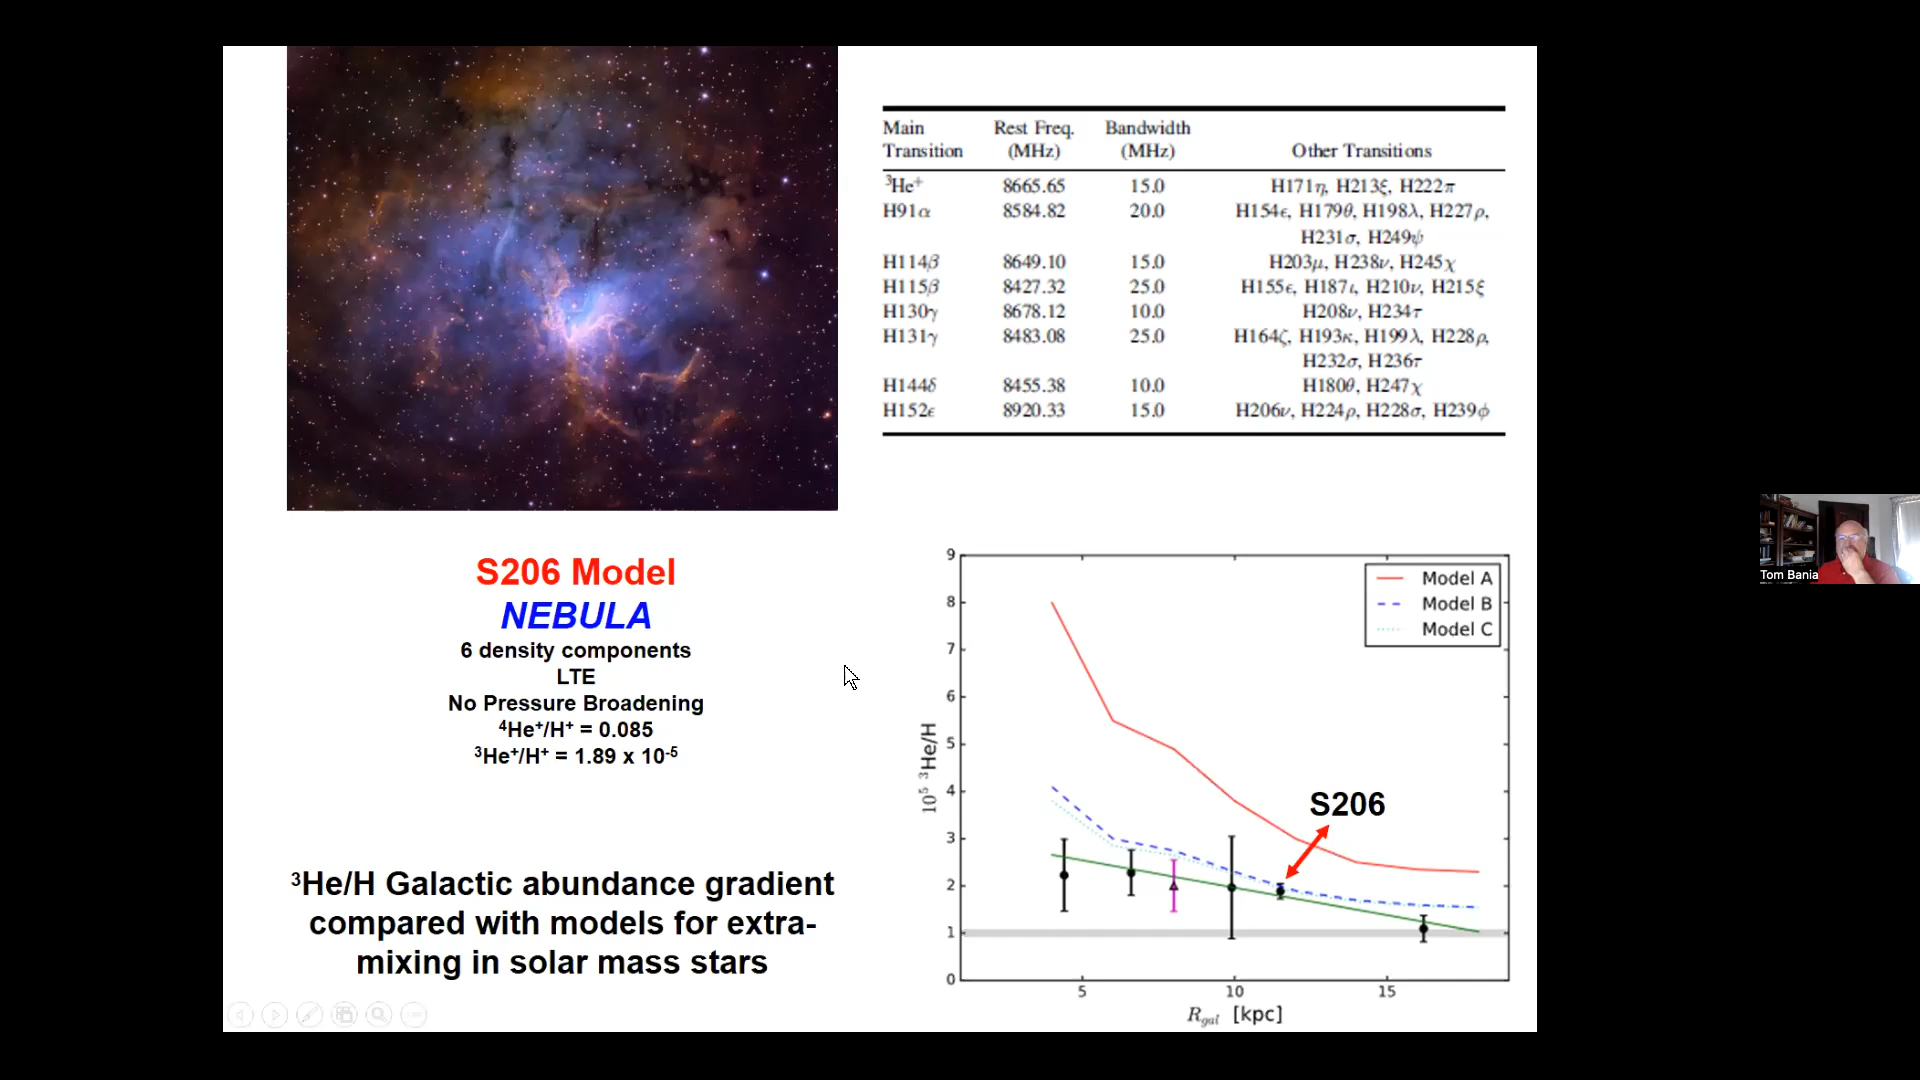 Main Rest Freq. Bandwidth
Transition (MHz) (MHz) Other Transitions
³He⁺ 8665.65 15.0 H171η, H213ξ, H222π
H91α 8584.82 20.0 H154ϵ, H179θ, H198λ, H227ρ,
H231σ, H249ψ
H114β 8649.10 15.0 H203μ, H238ν, H245χ
H115β 8427.32 25.0 H155ϵ, H187ι, H210ν, H215ξ
H130γ 8678.12 10.0 H208ν, H234τ
H131γ 8483.08 25.0 H164ζ, H193κ, H199λ, H228ρ,
H232σ, H236τ
H144δ 8455.38 10.0 H180θ, H247χ
H152ϵ 8920.33 15.0 H206ν, H224ρ, H228σ, H239ϕ
S206 Model
NEBULA
6 density components
LTE
No Pressure Broadening
⁴He⁺/H⁺ = 0.085
³He⁺/H⁺ = 1.89 x 10⁻⁵
³He/H Galactic abundance gradient
compared with models for extra-
mixing in solar mass stars
9
8
7
6
5
4
3
2
1
0
10⁵ ³He/H
Model A
Model B
Model C
S206
5 10 15
R_gal [kpc]
Tom Bania